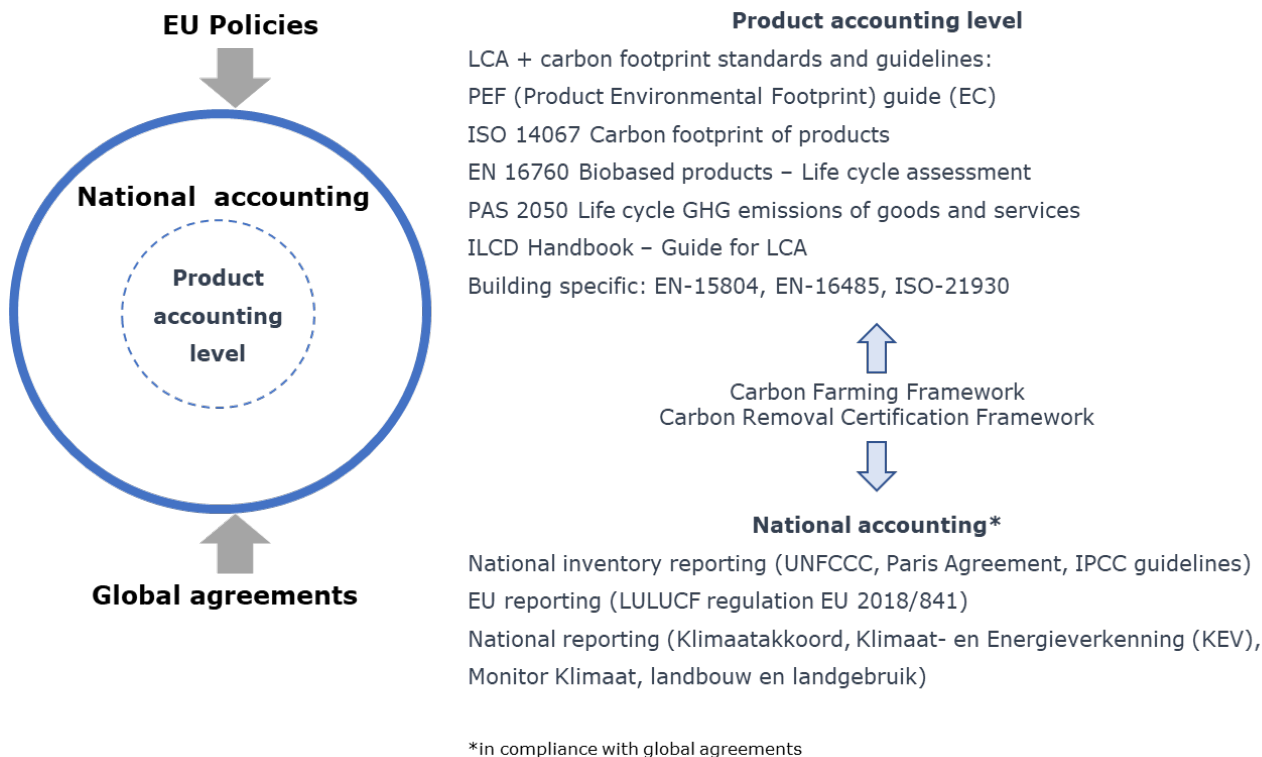 EU Policies
National accounting
Product
accounting
level
Global agreements
Product accounting level
LCA + carbon footprint standards and guidelines:
PEF (Product Environmental Footprint) guide (EC)
ISO 14067 Carbon footprint of products
EN 16760 Biobased products – Life cycle assessment
PAS 2050 Life cycle GHG emissions of goods and services
ILCD Handbook – Guide for LCA
Building specific: EN-15804, EN-16485, ISO-21930
Carbon Farming Framework
Carbon Removal Certification Framework
National accounting*
National inventory reporting (UNFCCC, Paris Agreement, IPCC guidelines)
EU reporting (LULUCF regulation EU 2018/841)
National reporting (Klimaatakkoord, Klimaat- en Energieverkenning (KEV),
Monitor Klimaat, landbouw en landgebruik)
*in compliance with global agreements